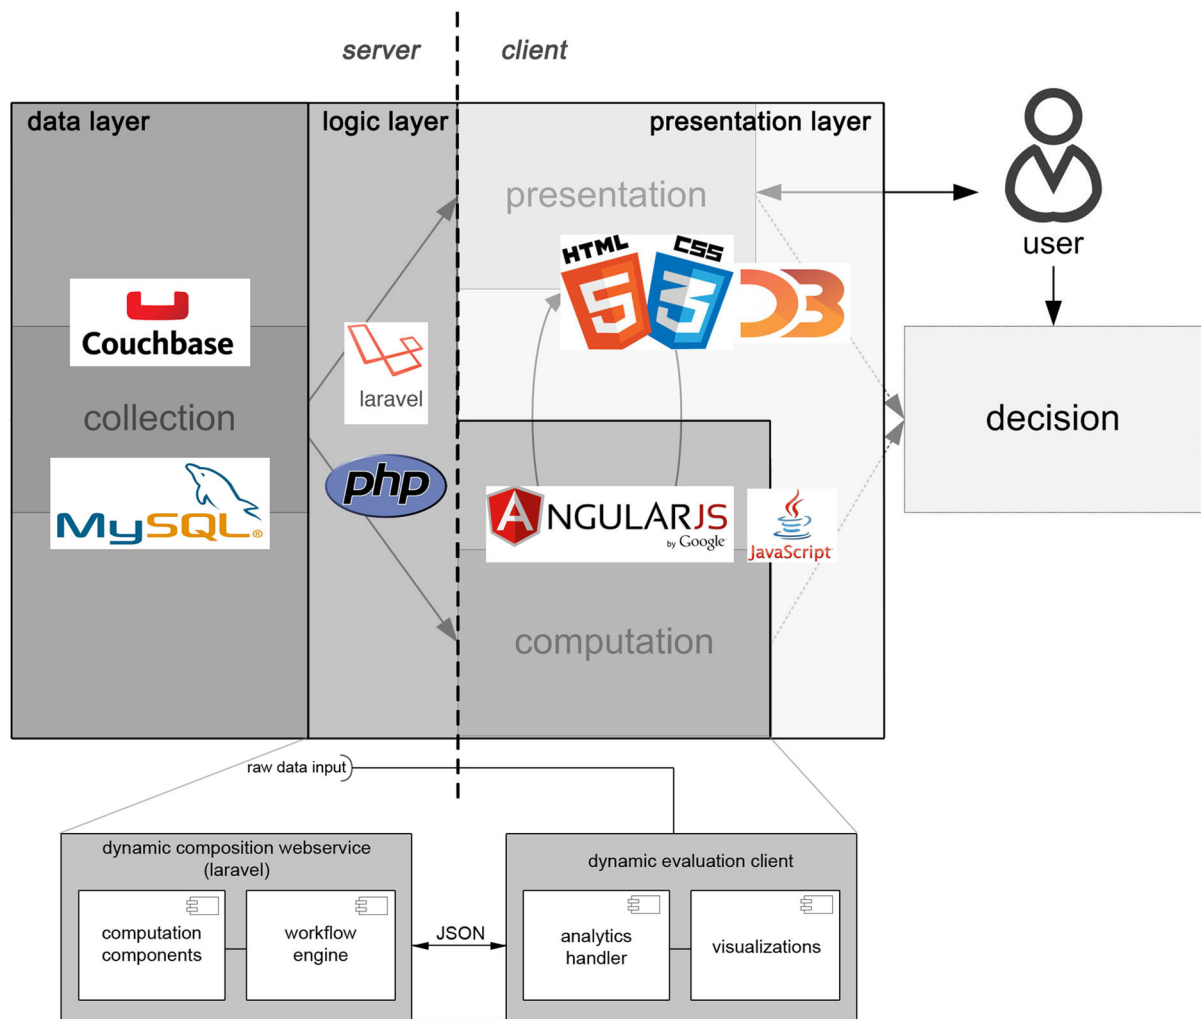 server
client
data layer
logic layer
presentation layer
presentation
user
HTML
5
CSS
3
D3
Couchbase
laravel
collection
decision
php
MySQL®
ANGULARJS
by Google
JavaScript
computation
raw data input
dynamic composition webservice
(laravel)
computation
components
workflow
engine
JSON
dynamic evaluation client
analytics
handler
visualizations